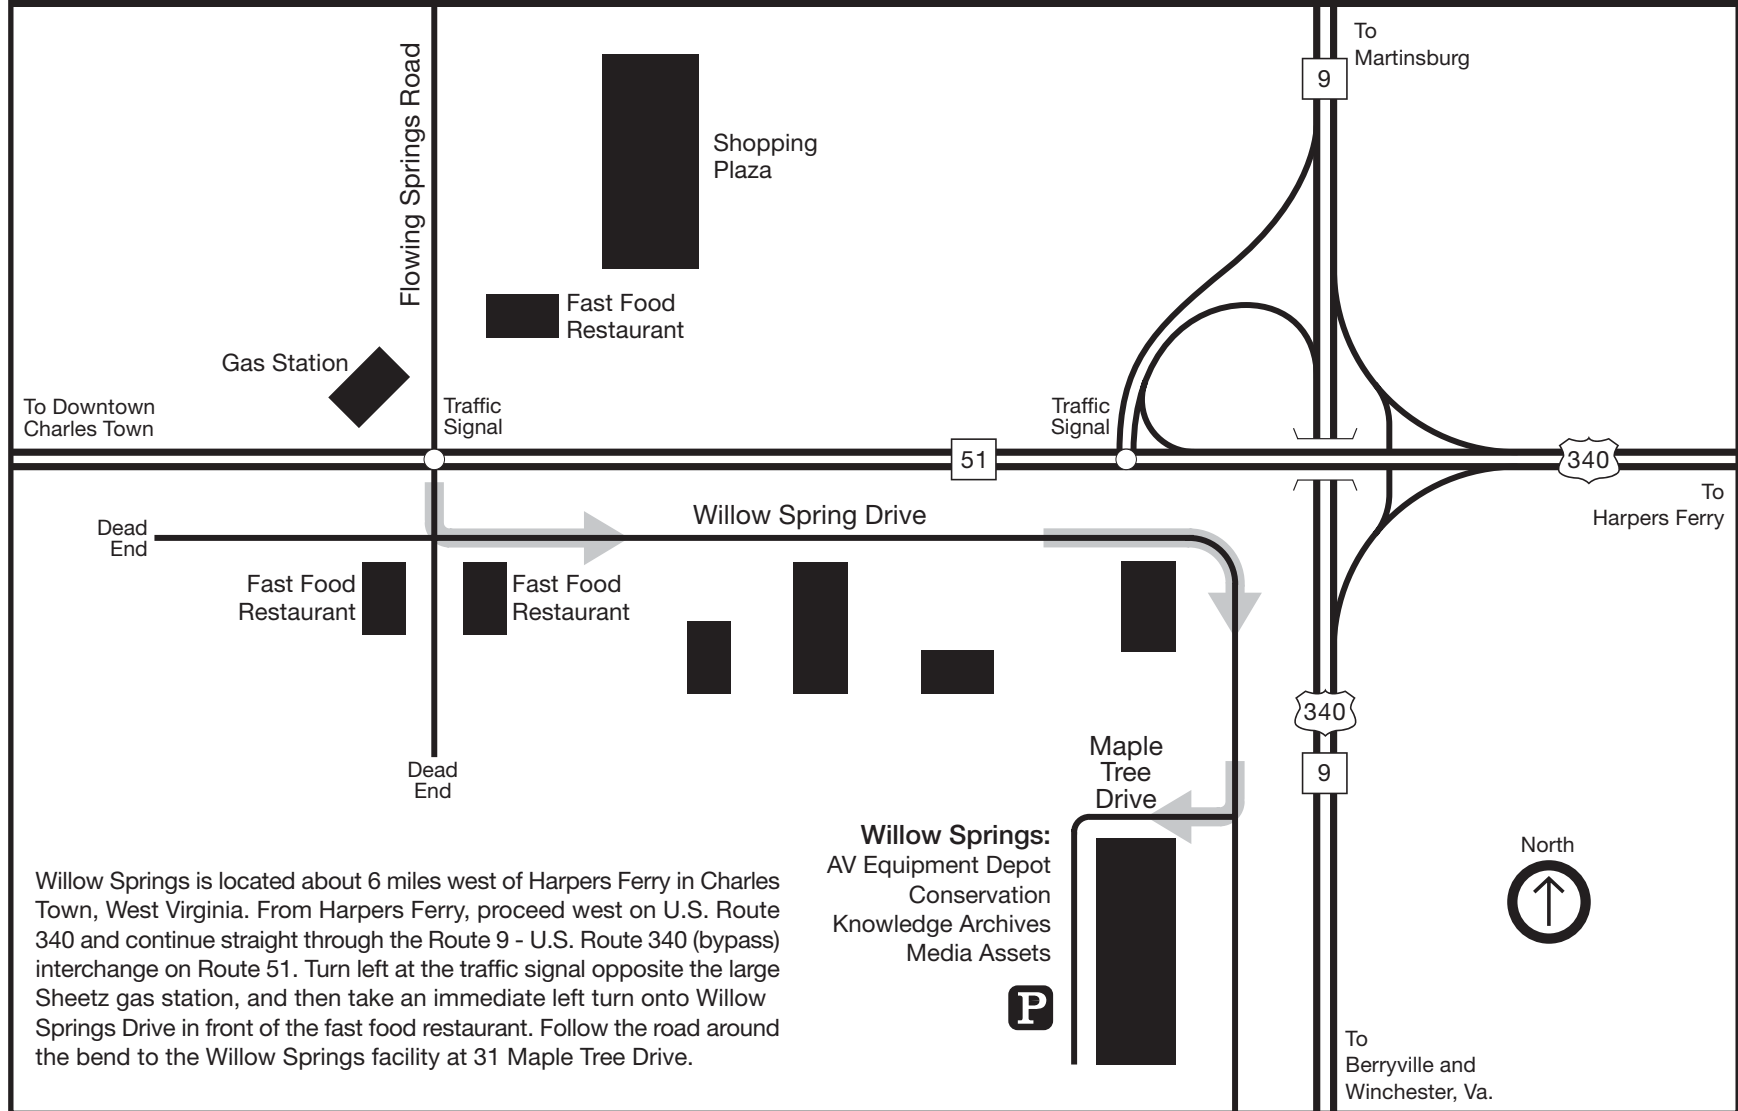 To
Martinsburg
9
Flowing Springs Road
Shopping
Plaza
Fast Food
Restaurant
Gas Station
To Downtown
Charles Town
Traffic
Signal
Traffic
Signal
51
340
To
Harpers Ferry
Willow Spring Drive
Dead
End
Fast Food
Restaurant
Fast Food
Restaurant
340
9
Dead
End
Maple
Tree
Drive
Willow Springs:
AV Equipment Depot
Conservation
Knowledge Archives
Media Assets
P
North
Willow Springs is located about 6 miles west of Harpers Ferry in Charles
Town, West Virginia. From Harpers Ferry, proceed west on U.S. Route
340 and continue straight through the Route 9 - U.S. Route 340 (bypass)
interchange on Route 51. Turn left at the traffic signal opposite the large
Sheetz gas station, and then take an immediate left turn onto Willow
Springs Drive in front of the fast food restaurant. Follow the road around
the bend to the Willow Springs facility at 31 Maple Tree Drive.
To
Berryville and
Winchester, Va.